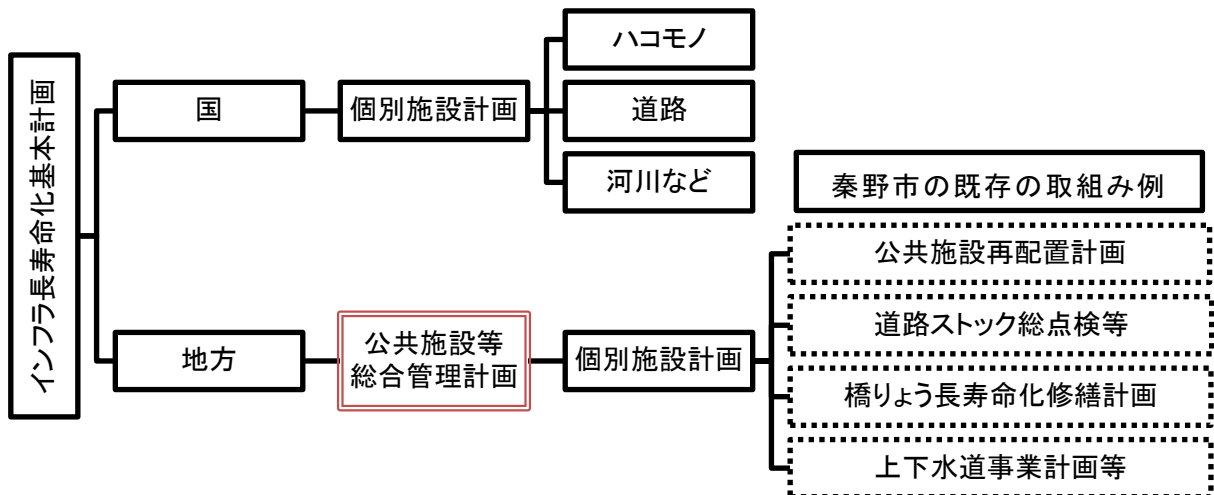 インフラ長寿命化基本計画
国
個別施設計画
ハコモノ
道路
河川など
地方
公共施設等
総合管理計画
個別施設計画
秦野市の既存の取組み例
公共施設再配置計画
道路ストック総点検等
橋りょう長寿命化修繕計画
上下水道事業計画等